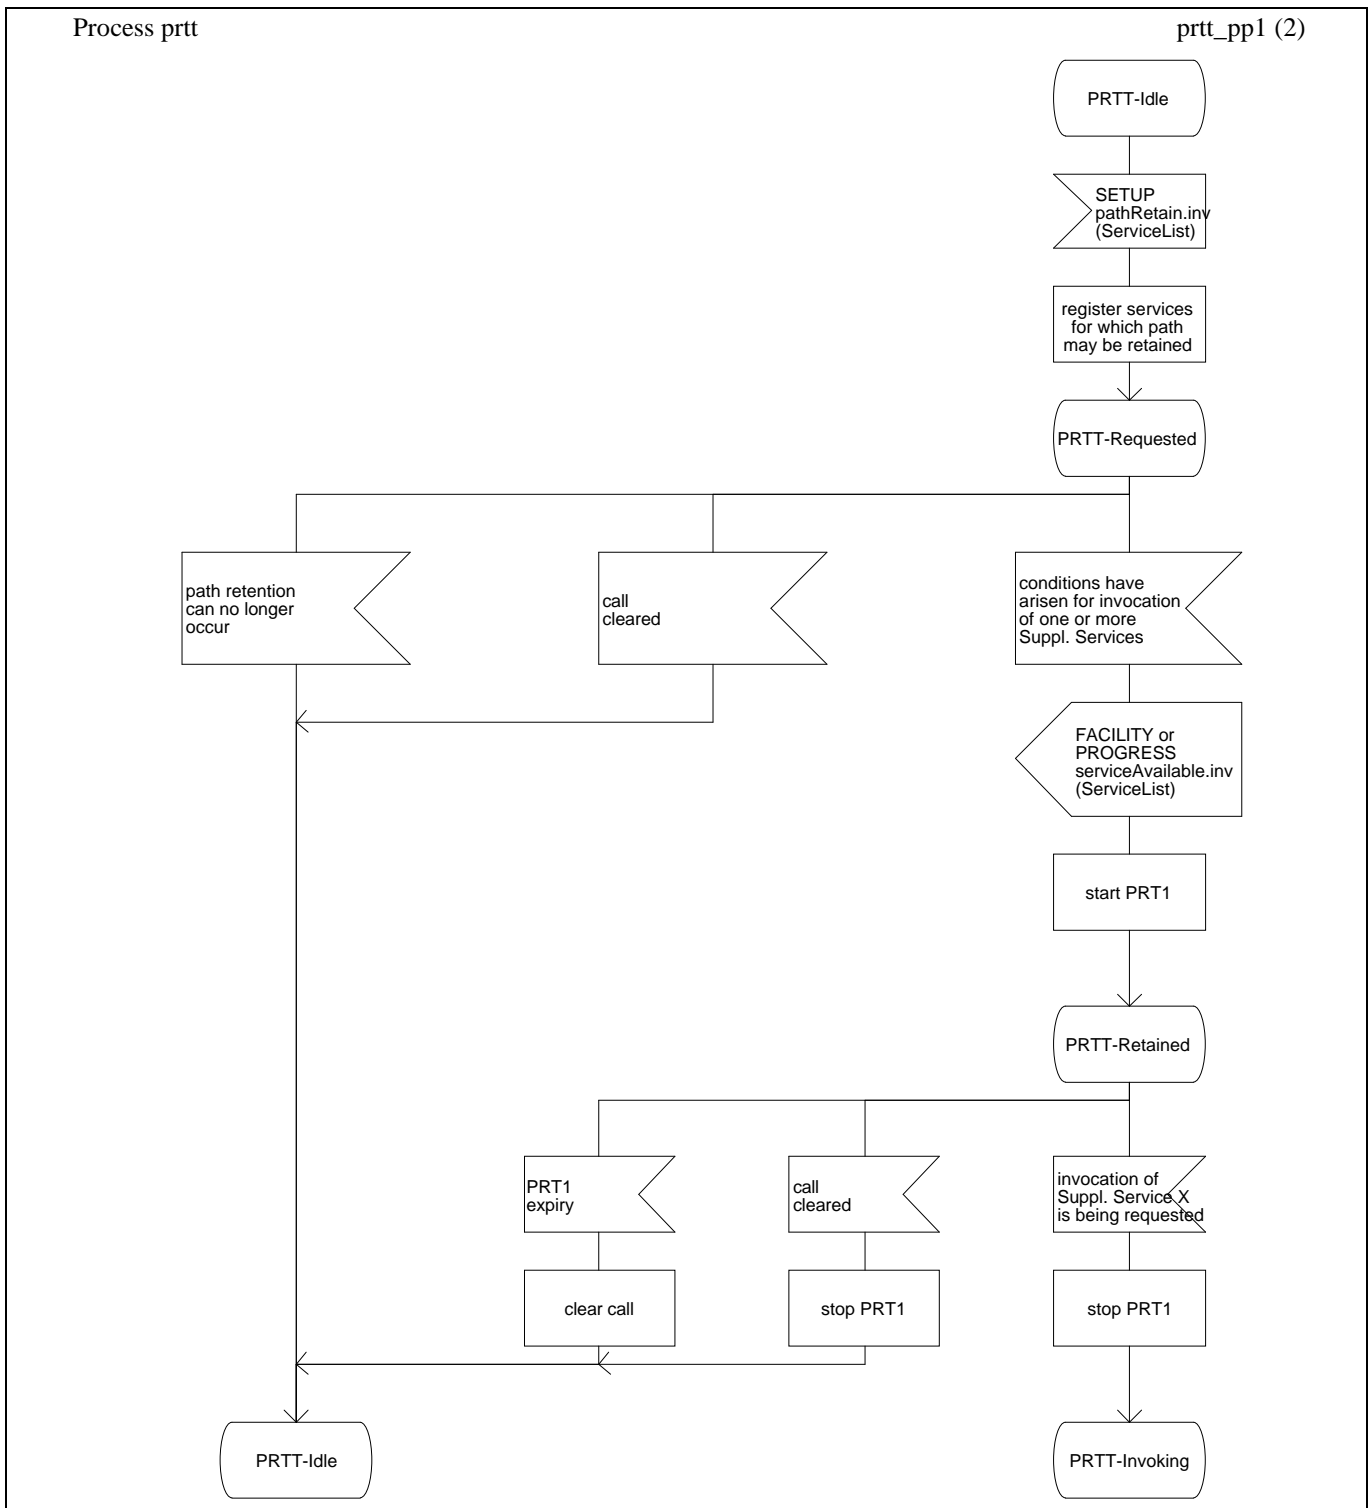 Process prtt
prtt_pp1 (2)
PRTT-Idle
SETUP
pathRetain.inv
(ServiceList)
register services
for which path
may be retained
PRTT-Requested
path retention
can no longer
occur
call
cleared
conditions have
arisen for invocation
of one or more
Suppl. Services
FACILITY or
PROGRESS
serviceAvailable.inv
(ServiceList)
start PRT1
PRTT-Retained
PRT1
expiry
call
cleared
invocation of
Suppl. Service X
is being requested
clear call
stop PRT1
stop PRT1
PRTT-Idle
PRTT-Invoking